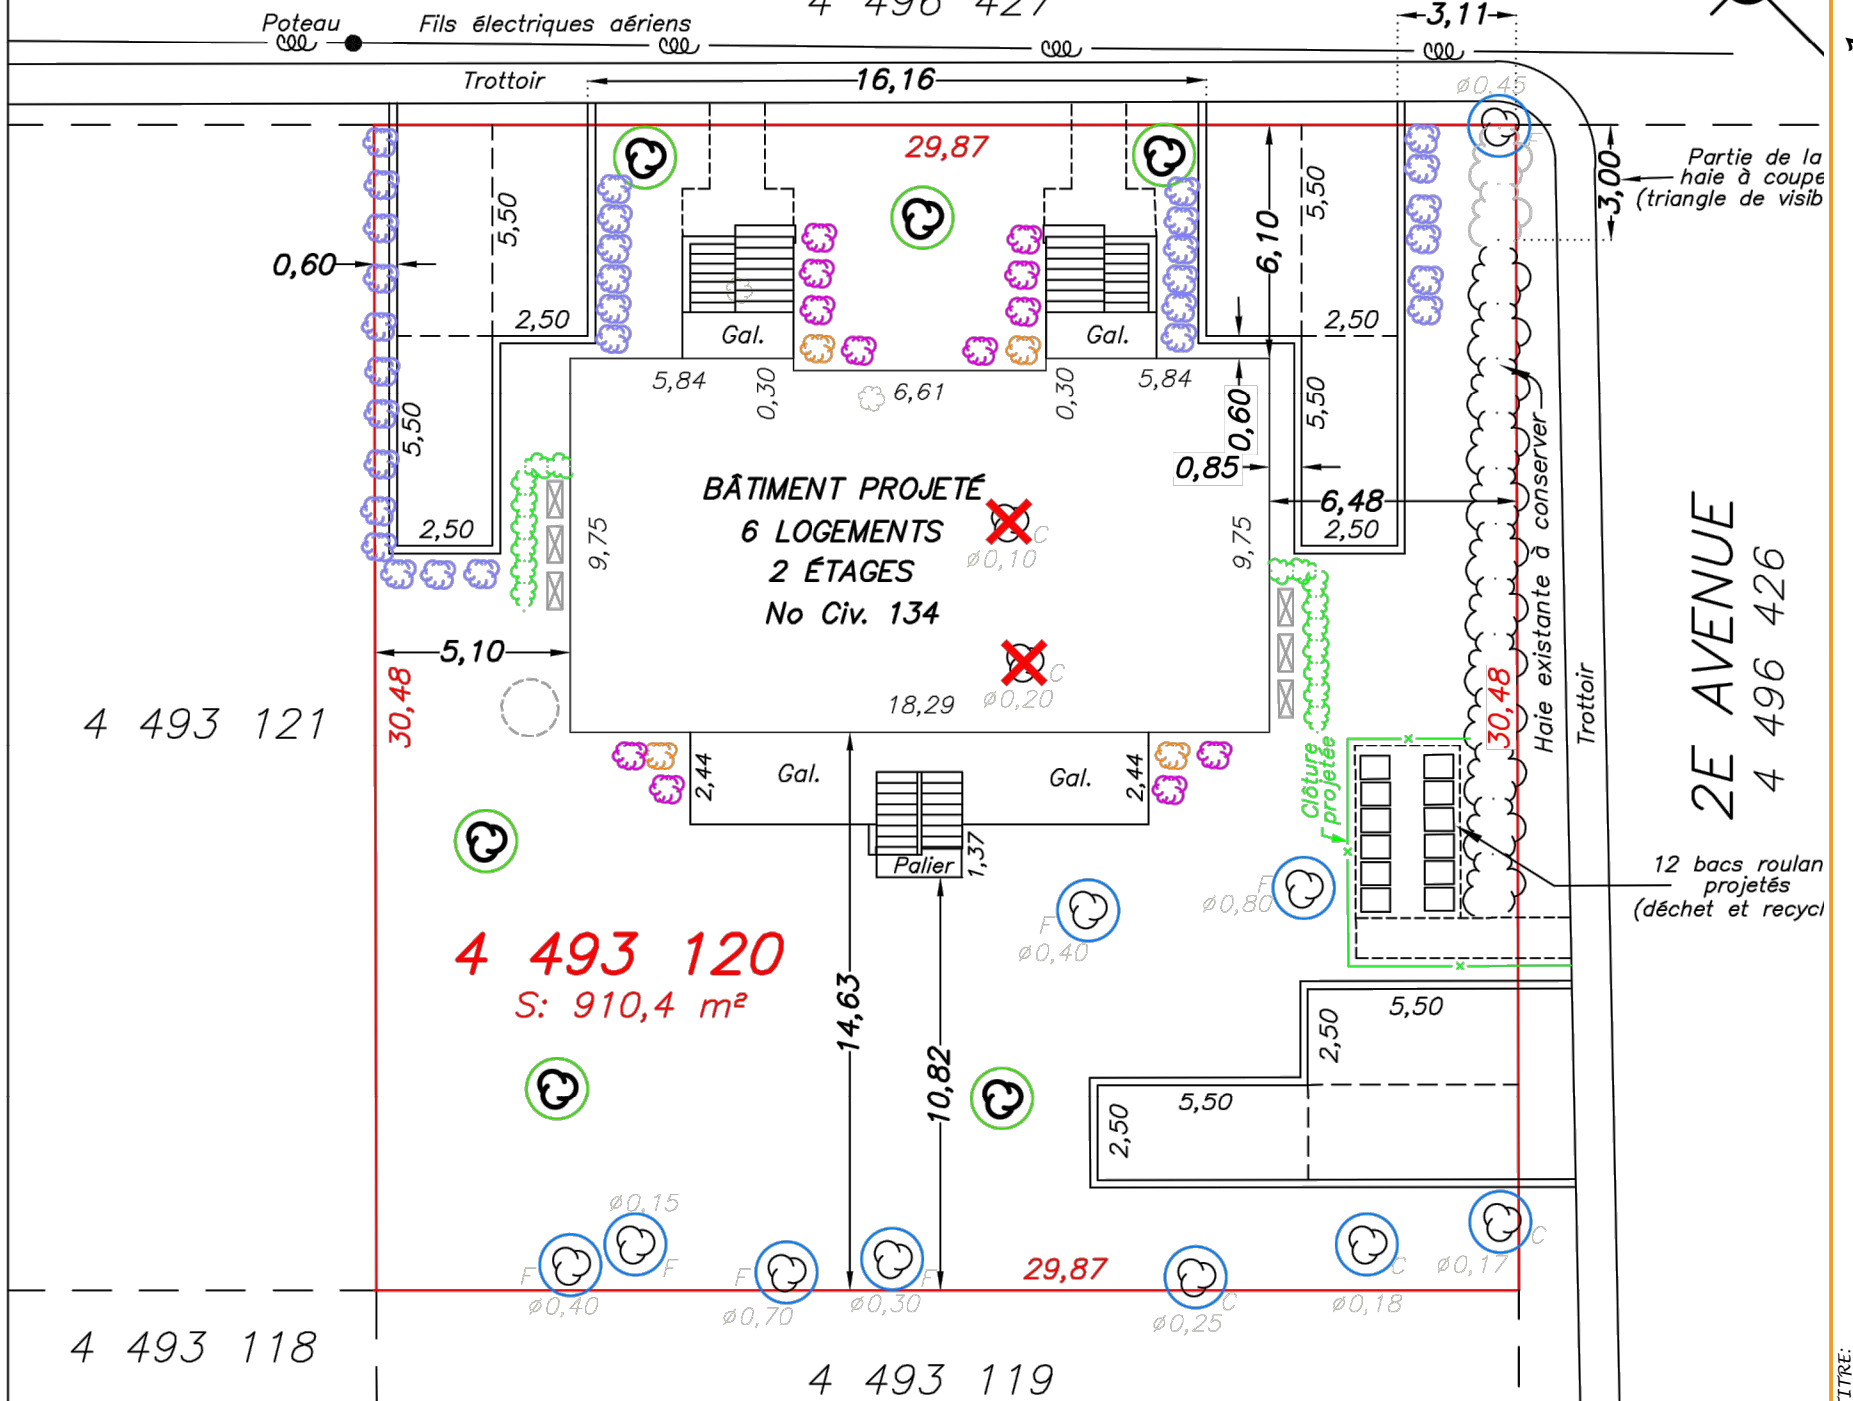 4 496 427
Poteau
Fils électriques aériens
3,11
Trottoir
16,16
ø0.45
29,87
Partie de la
haie à coupe
(triangle de visib
3,00
5,50
5,50
6,10
0,60
2,50
Gal.
Gal.
2,50
5,84
0,30
6,61
0,30
5,84
0,60
5,50
5,50
0,85
BÂTIMENT PROJETÉ
6 LOGEMENTS
2 ÉTAGES
No Civ. 134
6,48
2,50
2,50
9,75
9,75
C
ø0,10
Haie existante à conserver
2E AVENUE
4 496 426
5,10
30,48
C
ø0,20
18,29
30,48
Trottoir
4 493 121
2,44
Gal.
Gal.
2,44
Clôture
projetée
Palier
1,37
12 bacs roulan
projetés
(déchet et recycl
F
ø0,80
F
ø0,40
4 493 120
S: 910,4 m²
14,63
10,82
5,50
2,50
5,50
2,50
ø0,15
F
F
ø0,40
F
ø0,70
F
ø0,30
29,87
C
ø0,25
C
ø0,18
C
ø0,17
4 493 118
4 493 119
TITRE: